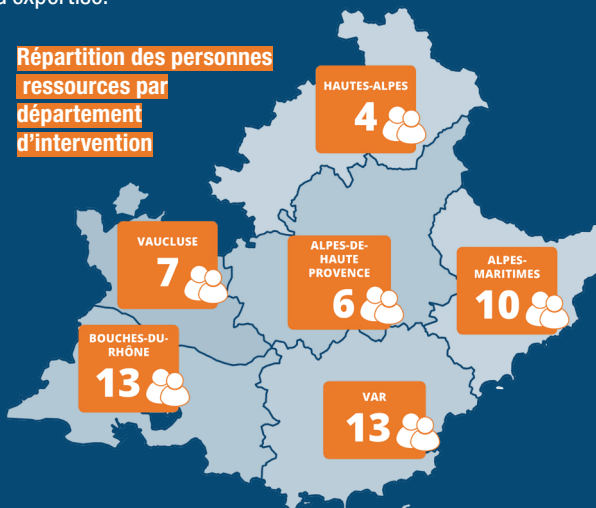 d'expertise.
Répartition des personnes
ressources par
département
d'intervention
HAUTES-ALPES
4
VAUCLUSE
7
ALPES-DE-
HAUTE
PROVENCE
6
ALPES-
MARITIMES
10
BOUCHES-DU-
RHÔNE
13
VAR
13